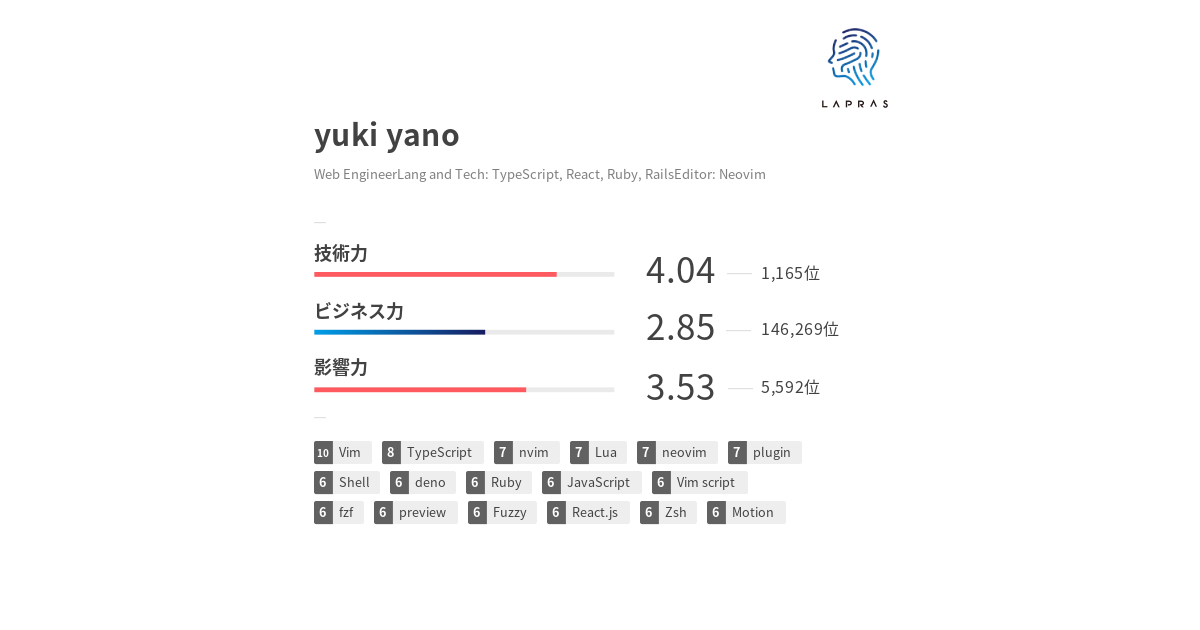 LAPRAS
yuki yano
Web EngineerLang and Tech: TypeScript, React, Ruby, RailsEditor: Neovim
技術力
4.04 1,165位
ビジネス力
2.85 146,269位
影響力
3.53 5,592位
10 Vim 8 TypeScript 7 nvim 7 Lua 7 neovim 7 plugin
6 Shell 6 deno 6 Ruby 6 JavaScript 6 Vim script
6 fzf 6 preview 6 Fuzzy 6 React.js 6 Zsh 6 Motion